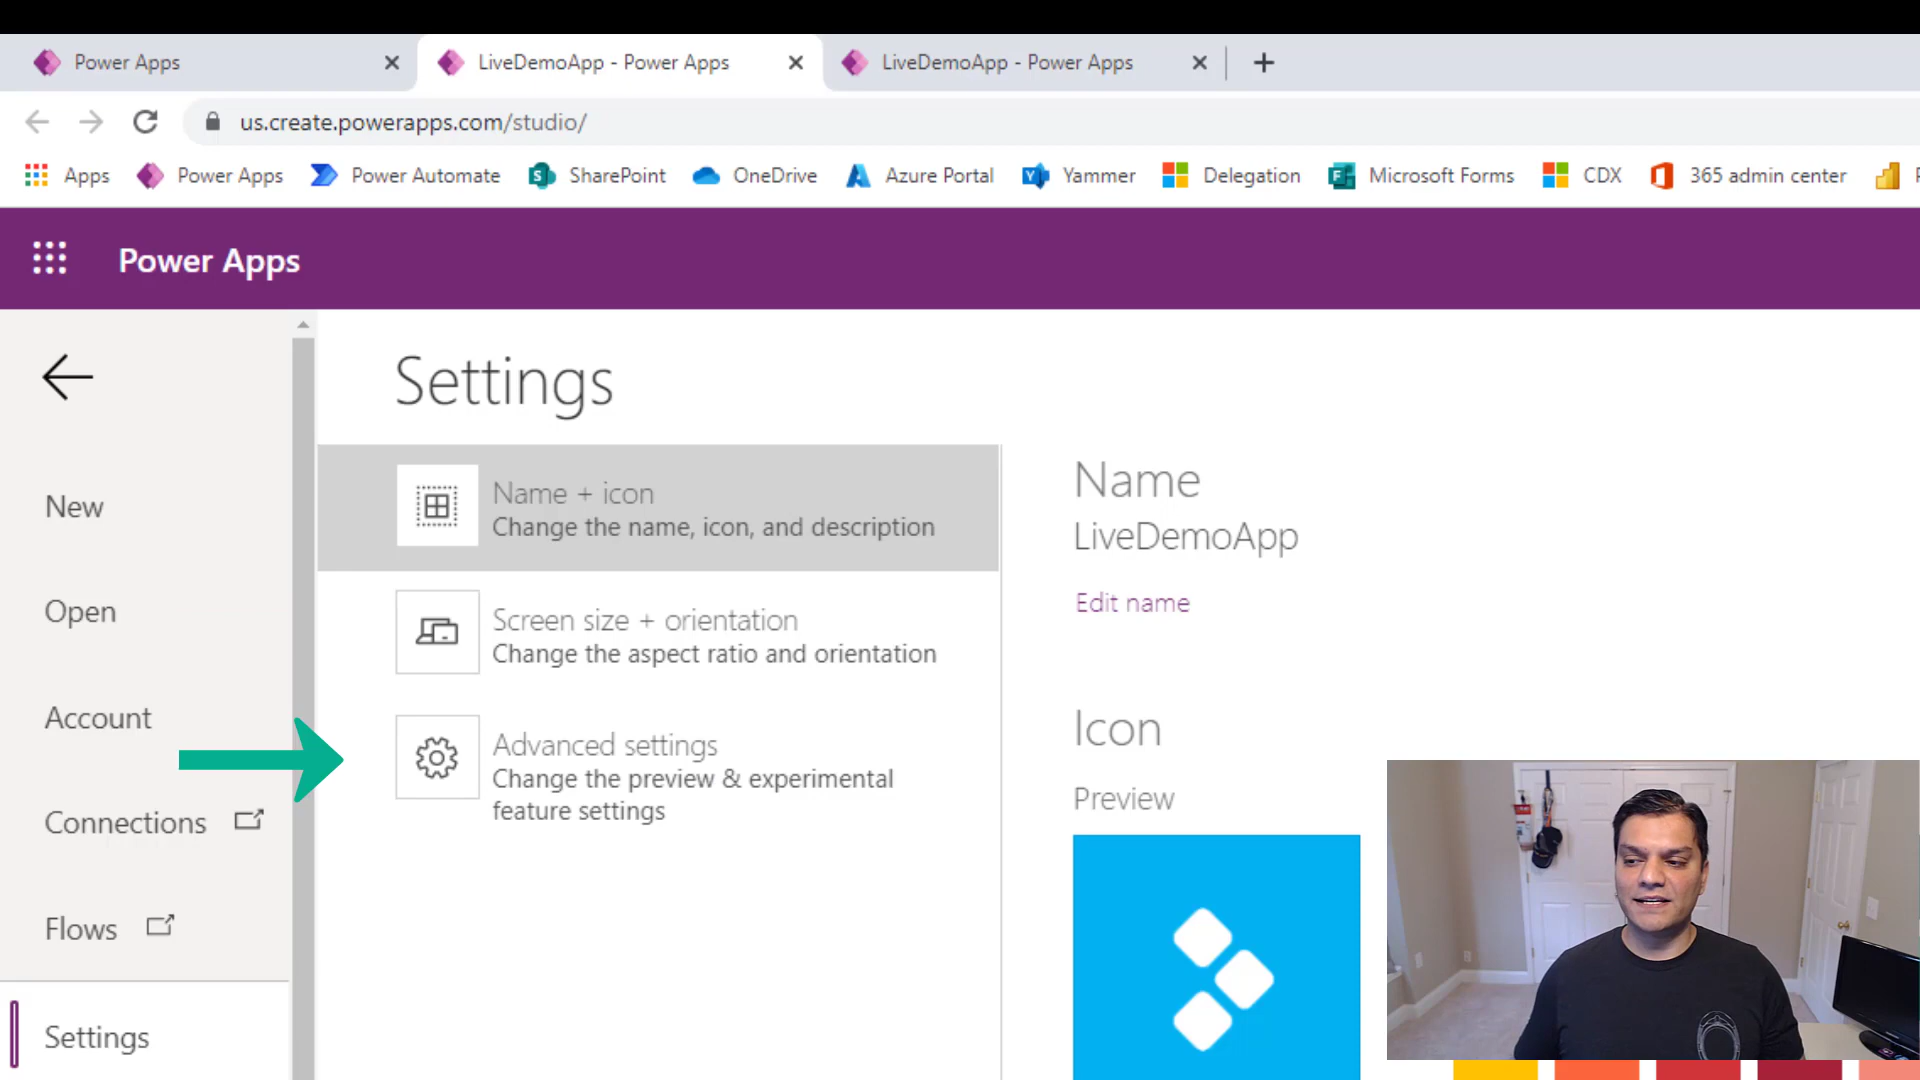 Power Apps
LiveDemoApp - Power Apps
LiveDemoApp - Power Apps
us.create.powerapps.com/studio/
Apps
Power Apps
Power Automate
SharePoint
OneDrive
Azure Portal
Yammer
Delegation
Microsoft Forms
CDX
365 admin center
Power Apps
New
Open
Account
Connections
Flows
Settings
Settings
Name + icon
Change the name, icon, and description
Screen size + orientation
Change the aspect ratio and orientation
Advanced settings
Change the preview & experimental
feature settings
Name
LiveDemoApp
Edit name
Icon
Preview